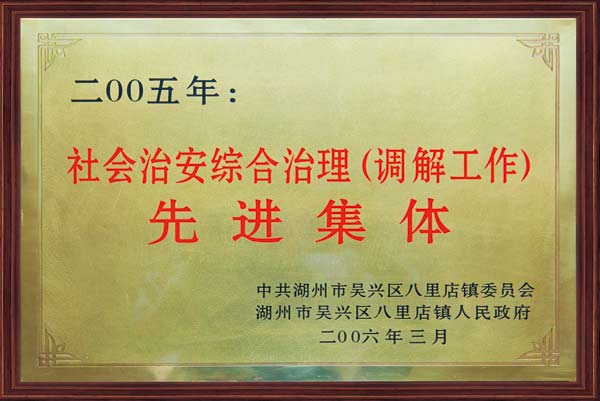 二00五年：
社会治安综合治理(调解工作)
先进集体
中共湖州市吴兴区八里店镇委员会
湖州市吴兴区八里店镇人民政府
二00六年三月